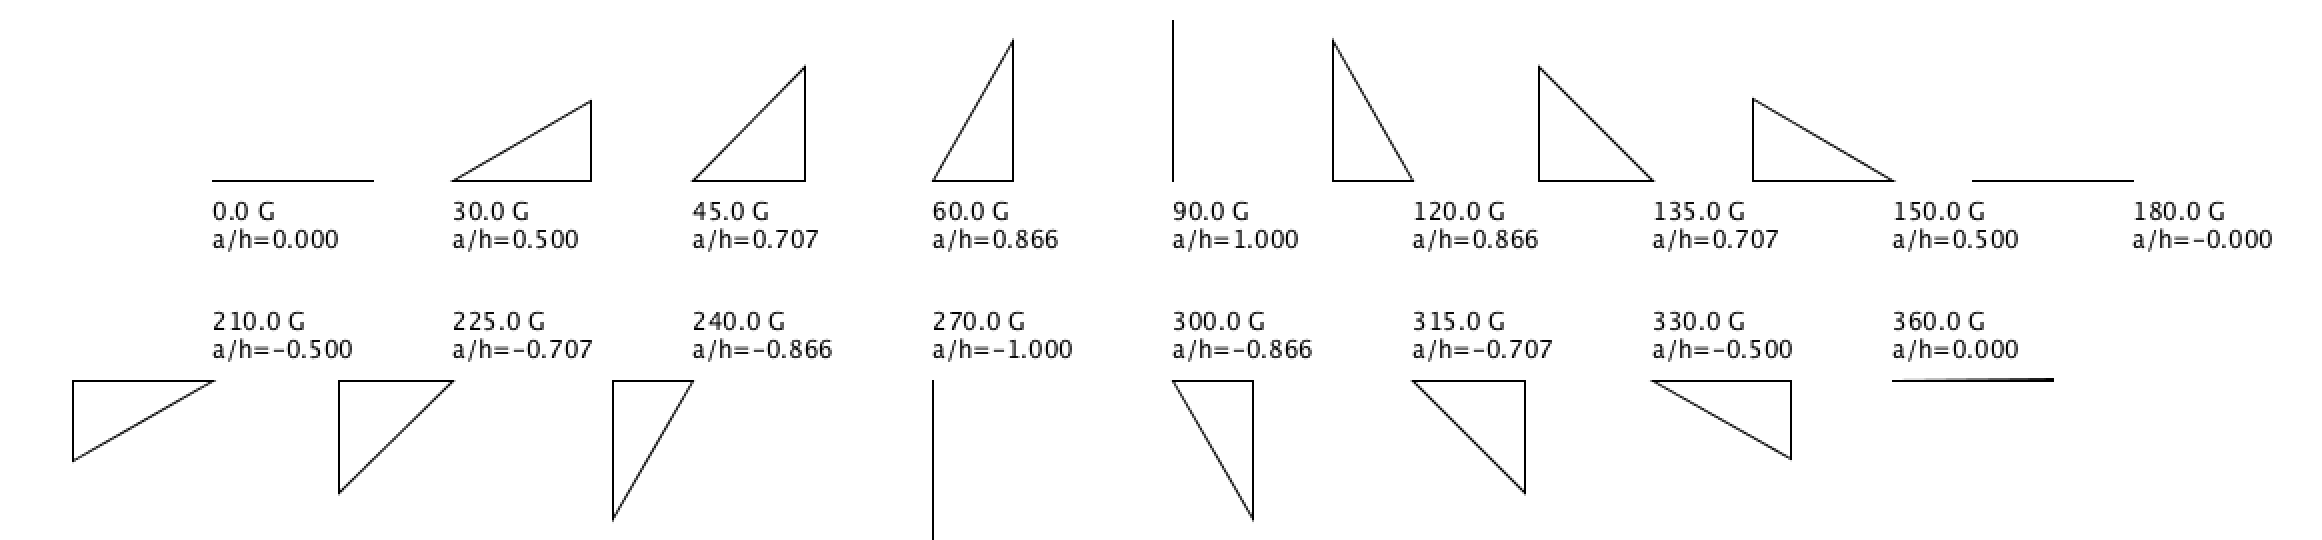 0.0 G
a/h=0.000
30.0 G
a/h=0.500
45.0 G
a/h=0.707
60.0 G
a/h=0.866
90.0 G
a/h=1.000
120.0 G
a/h=0.866
135.0 G
a/h=0.707
150.0 G
a/h=0.500
180.0 G
a/h=-0.000
210.0 G
a/h=-0.500
225.0 G
a/h=-0.707
240.0 G
a/h=-0.866
270.0 G
a/h=-1.000
300.0 G
a/h=-0.866
315.0 G
a/h=-0.707
330.0 G
a/h=-0.500
360.0 G
a/h=0.000